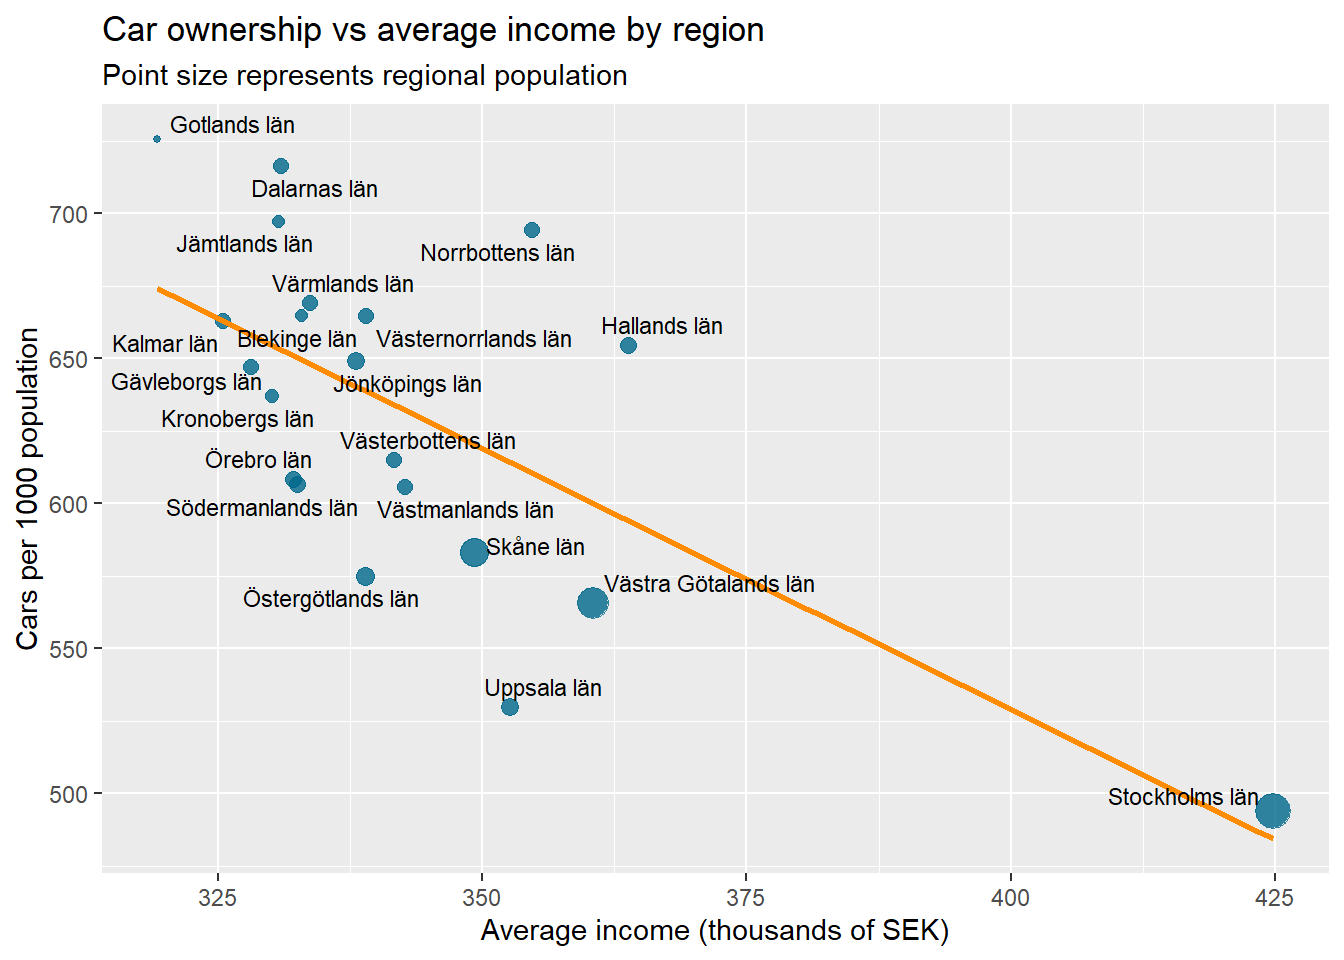 Car ownership vs average income by region
Point size represents regional population
Cars per 1000 population
700
650
600
550
500
Gotlands län
Dalarnas län
Jämtlands län
Norrbottens län
Värmlands län
Hallands län
Kalmar län
Blekinge län
Västernorrlands län
Gävleborgs län
Jönköpings län
Kronobergs län
Västerbottens län
Örebro län
Södermanlands län
Västmanlands län
Skåne län
Västra Götalands län
Östergötlands län
Uppsala län
Stockholms län
325
350
375
400
425
Average income (thousands of SEK)